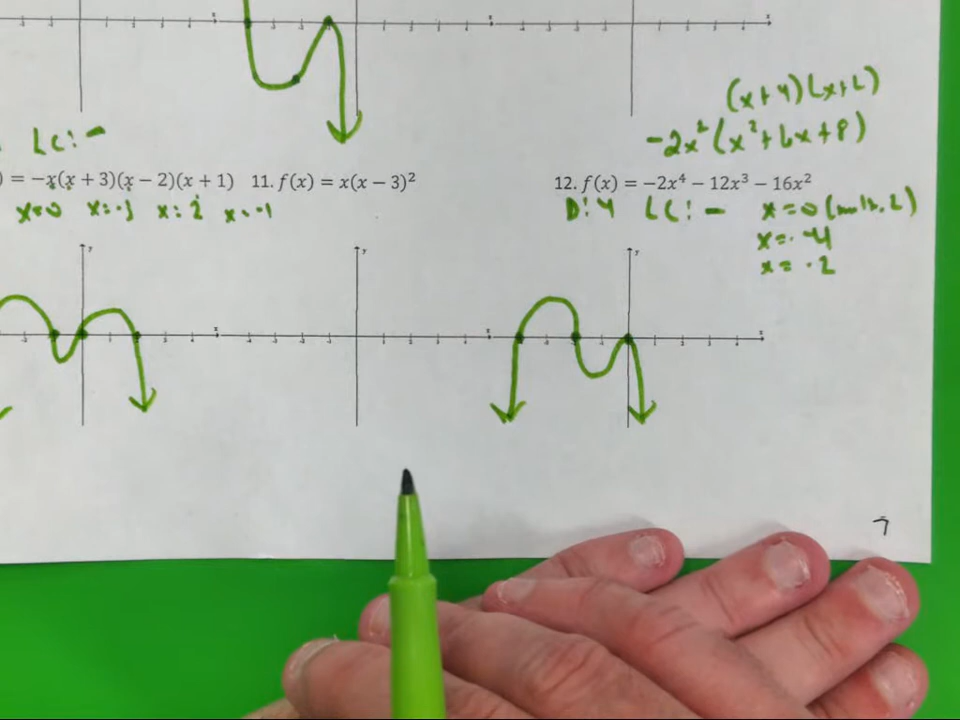 (x+4)(x+2)
-2x²(x²+6x+8)
LC: -
) = −x(x + 3)(x − 2)(x + 1)
x=0 x=-3 x=2 x=-1
11. f(x) = x(x − 3)²
12. f(x) = −2x⁴ − 12x³ − 16x²
D: 4 LC: - x=0 (mult. 2)
x=-4
x=-2
7